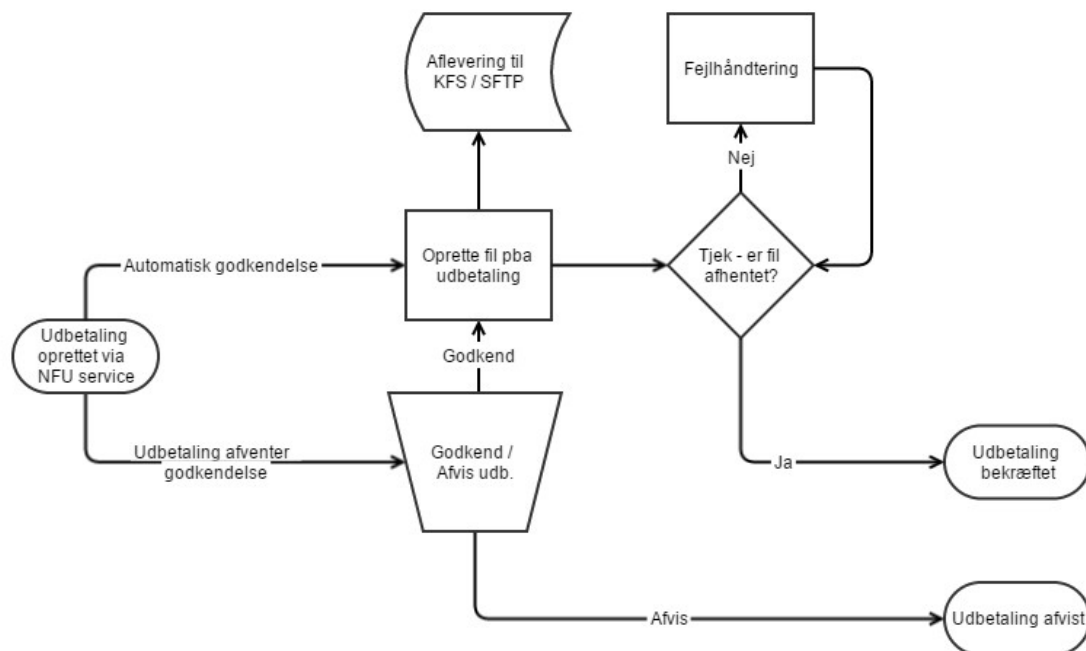 Aflevering til
KFS / SFTP
Fejlhåndtering
Nej
Automatisk godkendelse
Oprette fil pba
udbetaling
Tjek - er fil
afhentet?
Udbetaling
oprettet via
NFU service
Godkend
Udbetaling afventer
godkendelse
Godkend /
Afvis udb.
Ja
Udbetaling
bekræftet
Afvis
Udbetaling afvist